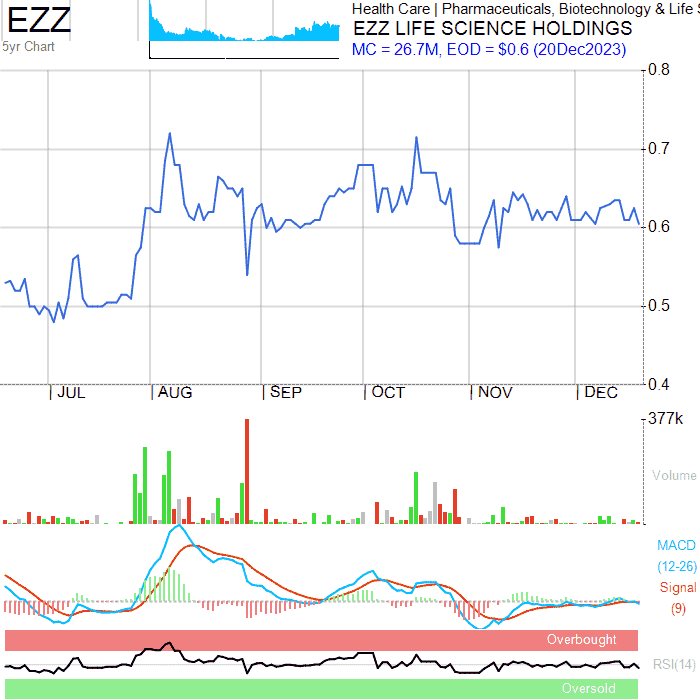 EZZ
5yr Chart
Health Care | Pharmaceuticals, Biotechnology & Life S
EZZ LIFE SCIENCE HOLDINGS
MC = 26.7M, EOD = $0.6 (20Dec2023)
0.8
0.7
0.6
0.5
0.4
JUL AUG SEP OCT NOV DEC
377k
Volume
MACD
(12-26)
Signal
(9)
Overbought
RSI(14)
Oversold